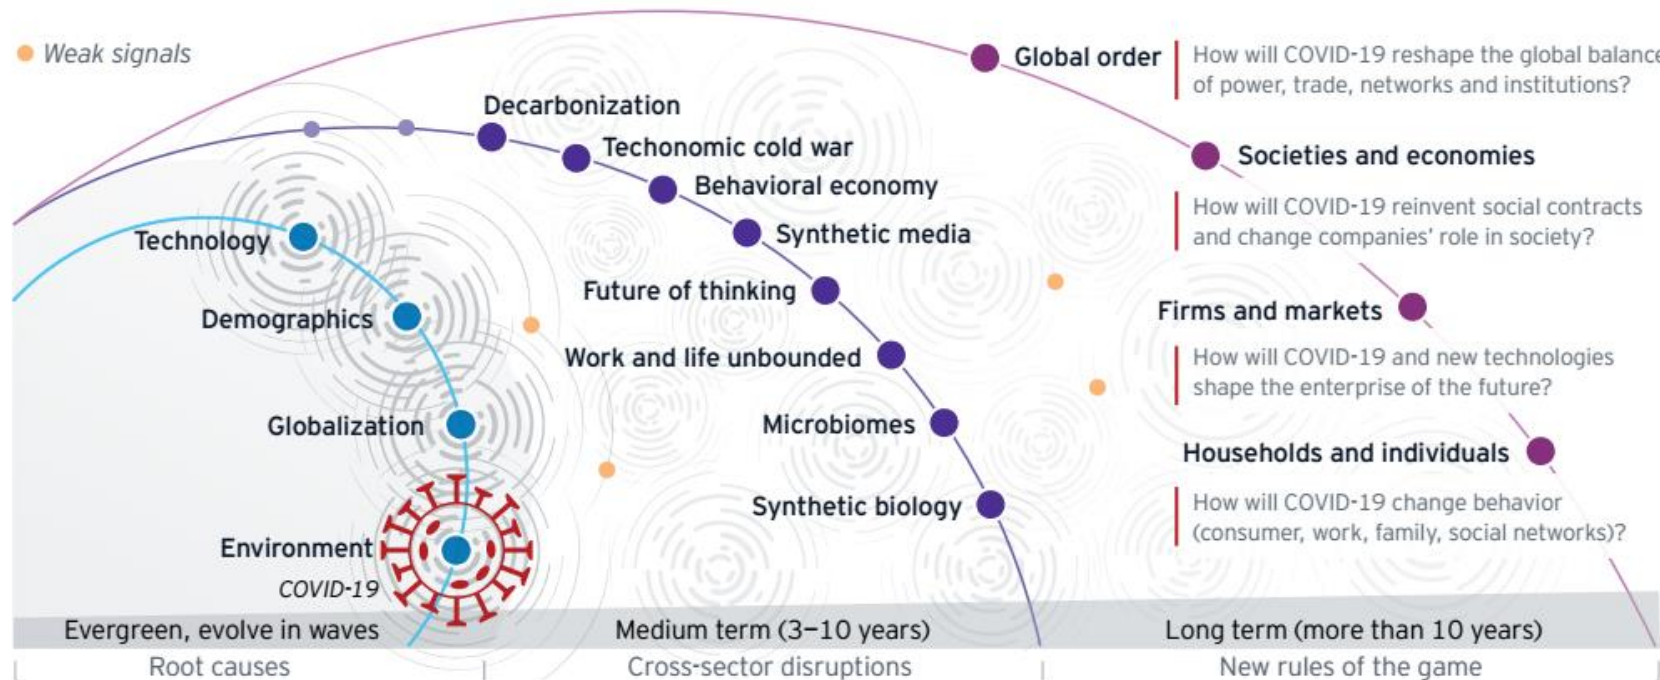 Weak signals
Global order
How will COVID-19 reshape the global balance
of power, trade, networks and institutions?
Decarbonization
Techonomic cold war
Behavioral economy
Synthetic media
Future of thinking
Work and life unbounded
Microbiomes
Synthetic biology
Societies and economies
How will COVID-19 reinvent social contracts
and change companies’ role in society?
Technology
Demographics
Globalization
Environment
COVID-19
Firms and markets
How will COVID-19 and new technologies
shape the enterprise of the future?
Households and individuals
How will COVID-19 change behavior
(consumer, work, family, social networks)?
Evergreen, evolve in waves
Medium term (3–10 years)
Long term (more than 10 years)
Root causes
Cross-sector disruptions
New rules of the game